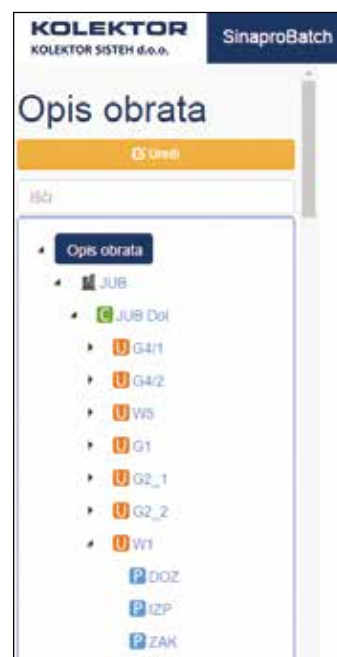 KOLEKTOR
KOLEKTOR SISTEH d.o.o.
SinaproBatch
Opis obrata
Uredi
Išči
Opis obrata
JUB
C JUB Dol
U G4/1
U G4/2
U W5
U G1
U G2_1
U G2_2
U W1
P DOZ
P IZP
P ZAK